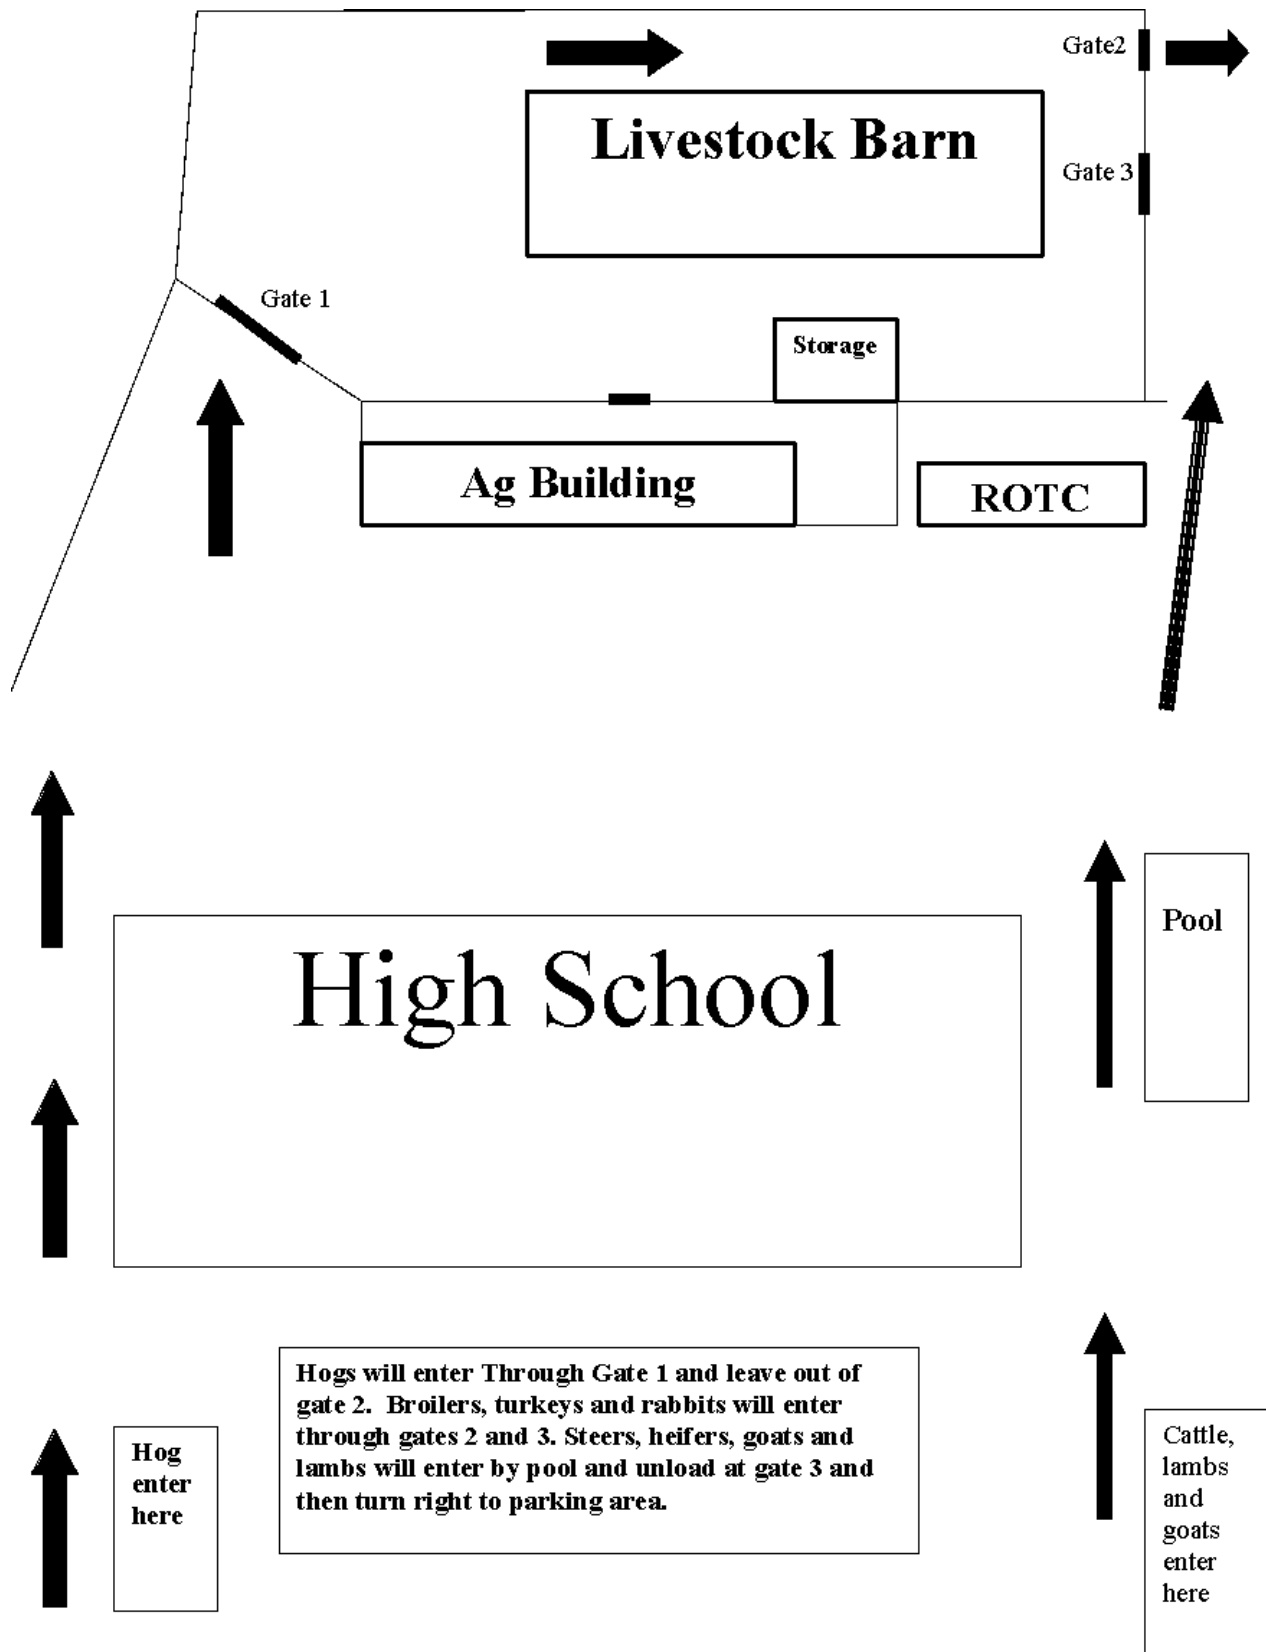 Gate2
Livestock Barn
Gate 3
Gate 1
Storage
Ag Building
ROTC
Pool
High School
Hogs will enter Through Gate 1 and leave out of
gate 2.  Broilers, turkeys and rabbits will enter
through gates 2 and 3. Steers, heifers, goats and
lambs will enter by pool and unload at gate 3 and
then turn right to parking area.
Hog
enter
here
Cattle,
lambs
and
goats
enter
here